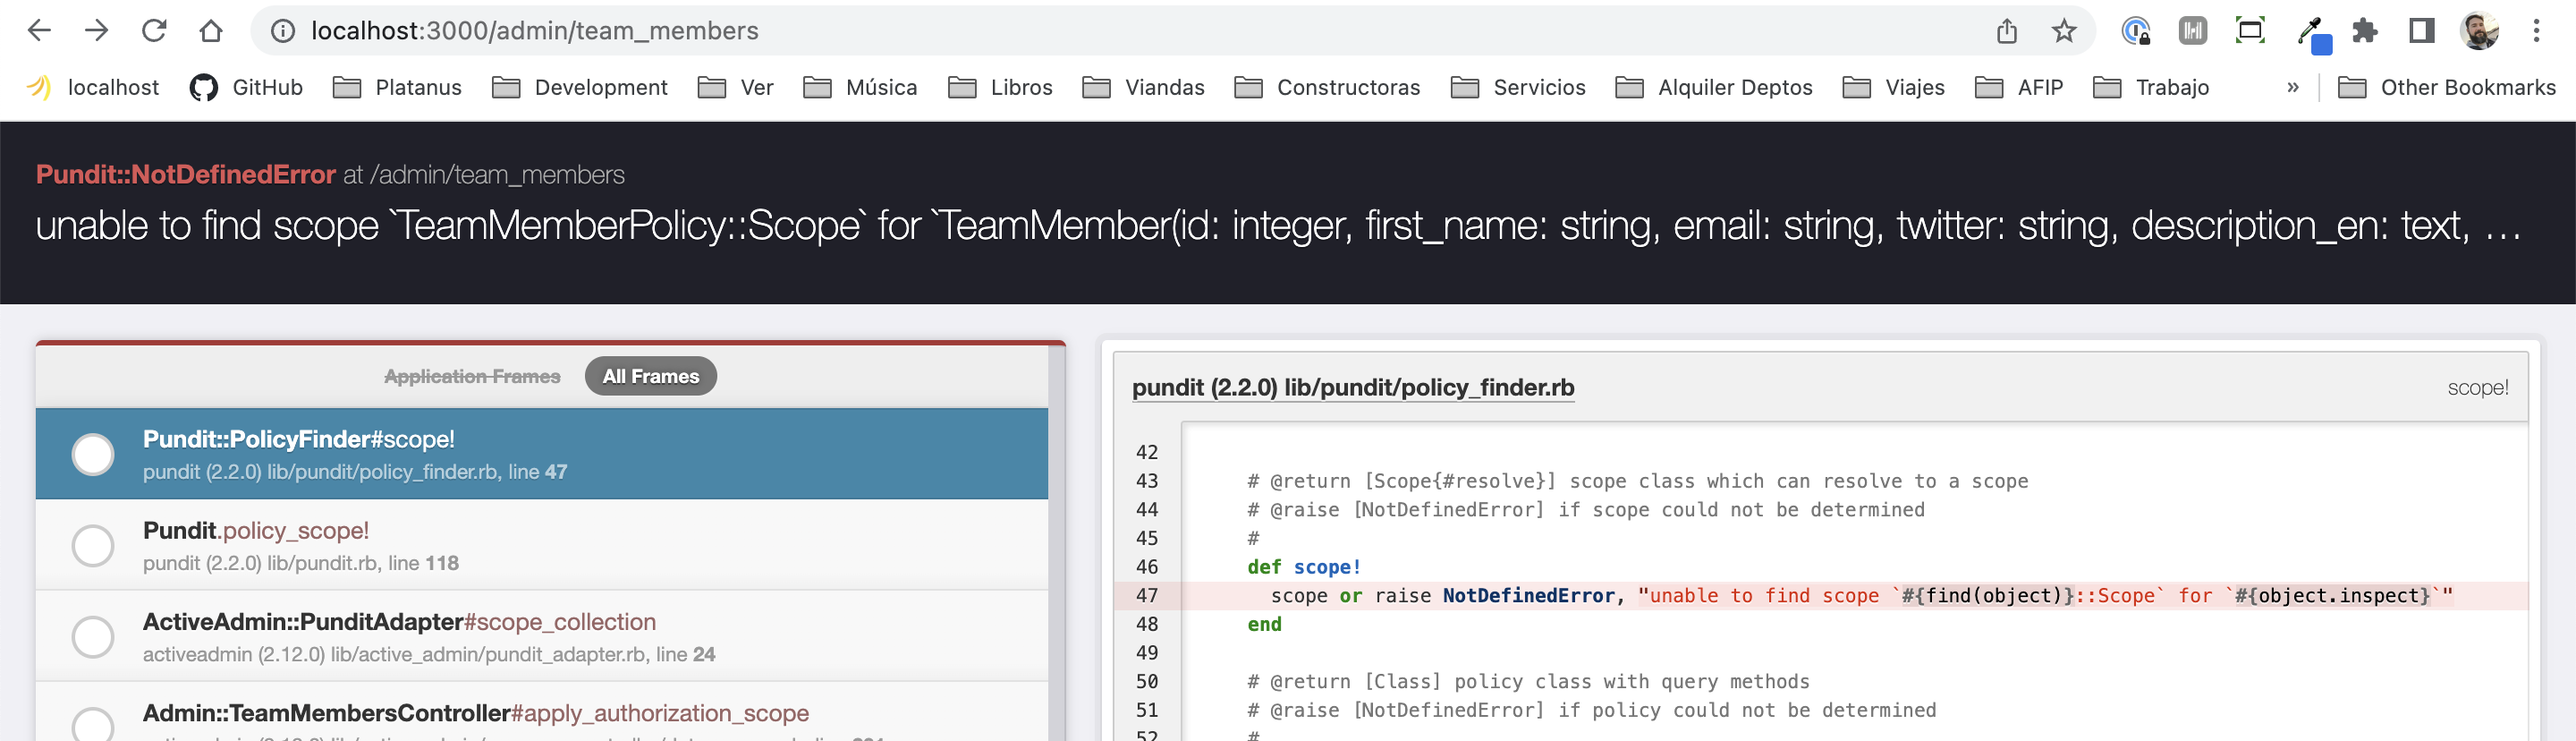 localhost:3000/admin/team_members
localhost GitHub Platanus Development Ver Música Libros Viandas Constructoras Servicios Alquiler Deptos Viajes AFIP Trabajo » Other Bookmarks
Pundit::NotDefinedError at /admin/team_members
unable to find scope `TeamMemberPolicy::Scope` for `TeamMember(id: integer, first_name: string, email: string, twitter: string, description_en: text, …
Application Frames All Frames
Pundit::PolicyFinder#scope!
pundit (2.2.0) lib/pundit/policy_finder.rb, line 47
Pundit.policy_scope!
pundit (2.2.0) lib/pundit.rb, line 118
ActiveAdmin::PunditAdapter#scope_collection
activeadmin (2.12.0) lib/active_admin/pundit_adapter.rb, line 24
Admin::TeamMembersController#apply_authorization_scope
pundit (2.2.0) lib/pundit/policy_finder.rb scope!
42
43 # @return [Scope{#resolve}] scope class which can resolve to a scope
44 # @raise [NotDefinedError] if scope could not be determined
45 #
46 def scope!
47 scope or raise NotDefinedError, "unable to find scope `#{find(object)}::Scope` for `#{object.inspect}`"
48 end
49
50 # @return [Class] policy class with query methods
51 # @raise [NotDefinedError] if policy could not be determined
52 #